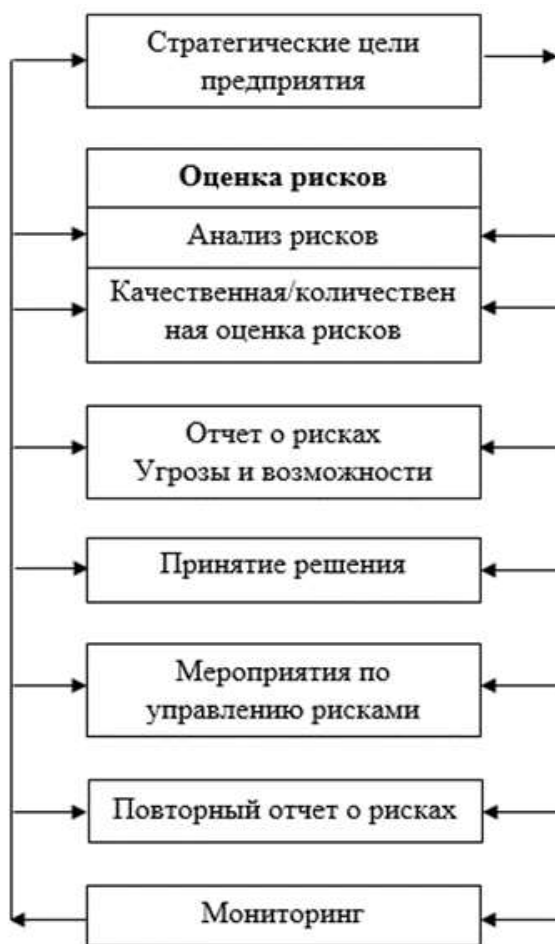 Стратегические цели
предприятия
Оценка рисков
Анализ рисков
Качественная/количествен
ная оценка рисков
Отчет о рисках
Угрозы и возможности
Принятие решения
Мероприятия по
управлению рисками
Повторный отчет о рисках
Мониторинг